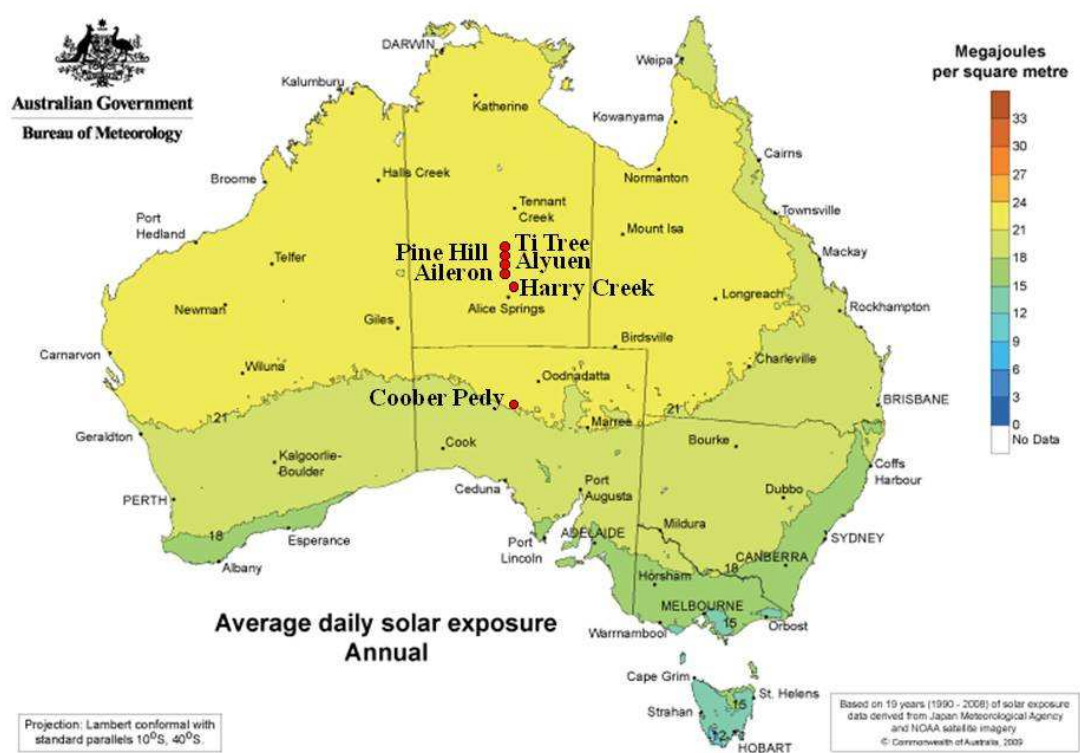 Australian Government
Bureau of Meteorology
Megajoules
per square metre
33
30
27
24
21
18
15
12
9
6
3
0
No Data
DARWIN
Weipa
Kalumburu
Katherine
Kowanyama
Cairns
Broome
Halls Creek
Normanton
Townsville
Port
Hedland
Tennant
Creek
Mount Isa
Mackay
Pine Hill
Ti Tree
Telfer
Alyuen
Aileron
Harry Creek
Newman
Alice Springs
Longreach
Rockhampton
Giles
Carnarvon
Birdsville
Wiluna
Charleville
Oodnadatta
Coober Pedy
21
21
BRISBANE
Geraldton
Marree
Cook
Bourke
Kalgoorlie-
Boulder
Coffs
Harbour
PERTH
Ceduna
Port
Augusta
Dubbo
18
Esperance
Port
Lincoln
ADELAIDE
Mildura
SYDNEY
Albany
18
CANBERRA
Horsham
MELBOURNE
15
Orbost
Warrnambool
Average daily solar exposure
Annual
Cape Grim
St. Helens
15
Strahan
12
HOBART
Projection: Lambert conformal with
standard parallels 10°S, 40°S.
Based on 19 years (1990 - 2008) of solar exposure
data derived from Japan Meteorological Agency
and NOAA satellite imagery
© Commonwealth of Australia, 2009